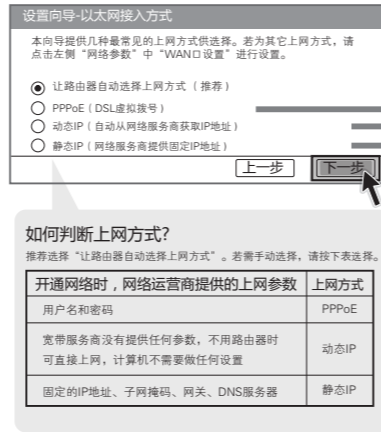 设置向导-以太网接入方式
本向导提供几种最常见的上网方式供选择。若为其它上网方式，请
点击左侧“网络参数”中“WAN口设置”进行设置。
让路由器自动选择上网方式（推荐）
PPPoE（DSL虚拟拨号）
动态IP（自动从网络服务商获取IP地址）
静态IP（网络服务商提供固定IP地址）
上一步 下一步
如何判断上网方式?
推荐选择“让路由器自动选择上网方式”。若需手动选择，请按下表选择。
开通网络时，网络运营商提供的上网参数 上网方式
用户名和密码 PPPoE
宽带服务商没有提供任何参数，不用路由器时
可直接上网，计算机不需要做任何设置 动态IP
固定的IP地址、子网掩码、网关、DNS服务器 静态IP